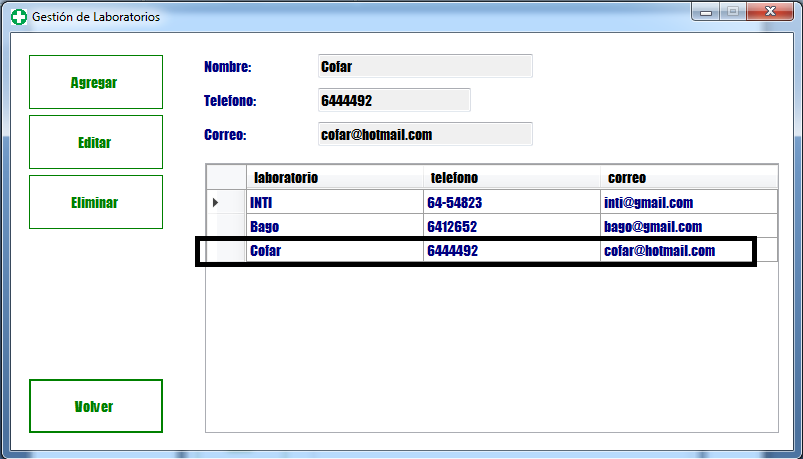 Gestión de Laboratorios
Agregar
Editar
Eliminar
Volver
Nombre: Cofar
Telefono: 6444492
Correo: cofar@hotmail.com
laboratorio telefono correo
INTI 64-54823 inti@gmail.com
Bago 6412652 bago@gmail.com
Cofar 6444492 cofar@hotmail.com